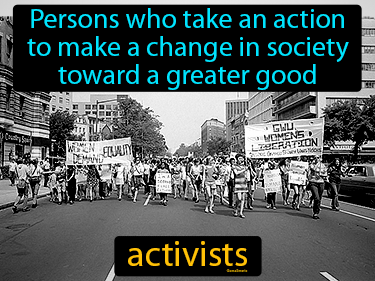 Persons who take an action
to make a change in society
toward a greater good
WOMEN
DEMAND EQUALITY
GWU
WOMENS
LIBERATION
activists